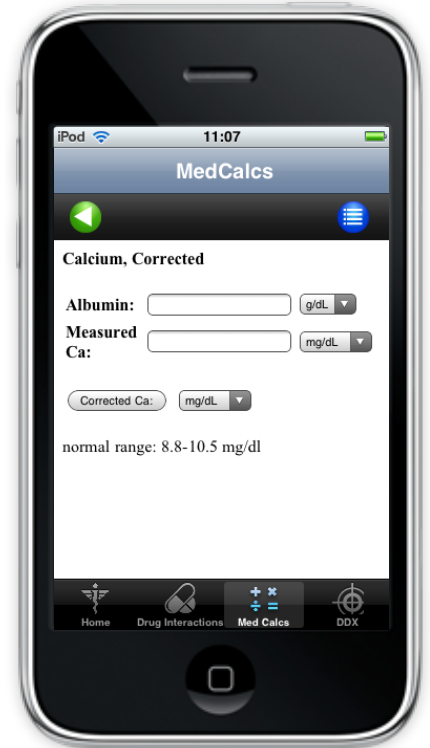 iPod 11:07
MedCalcs
Calcium, Corrected
Albumin: g/dL
Measured
Ca: mg/dL
Corrected Ca: mg/dL
normal range: 8.8-10.5 mg/dl
Home Drug Interactions Med Calcs DDX